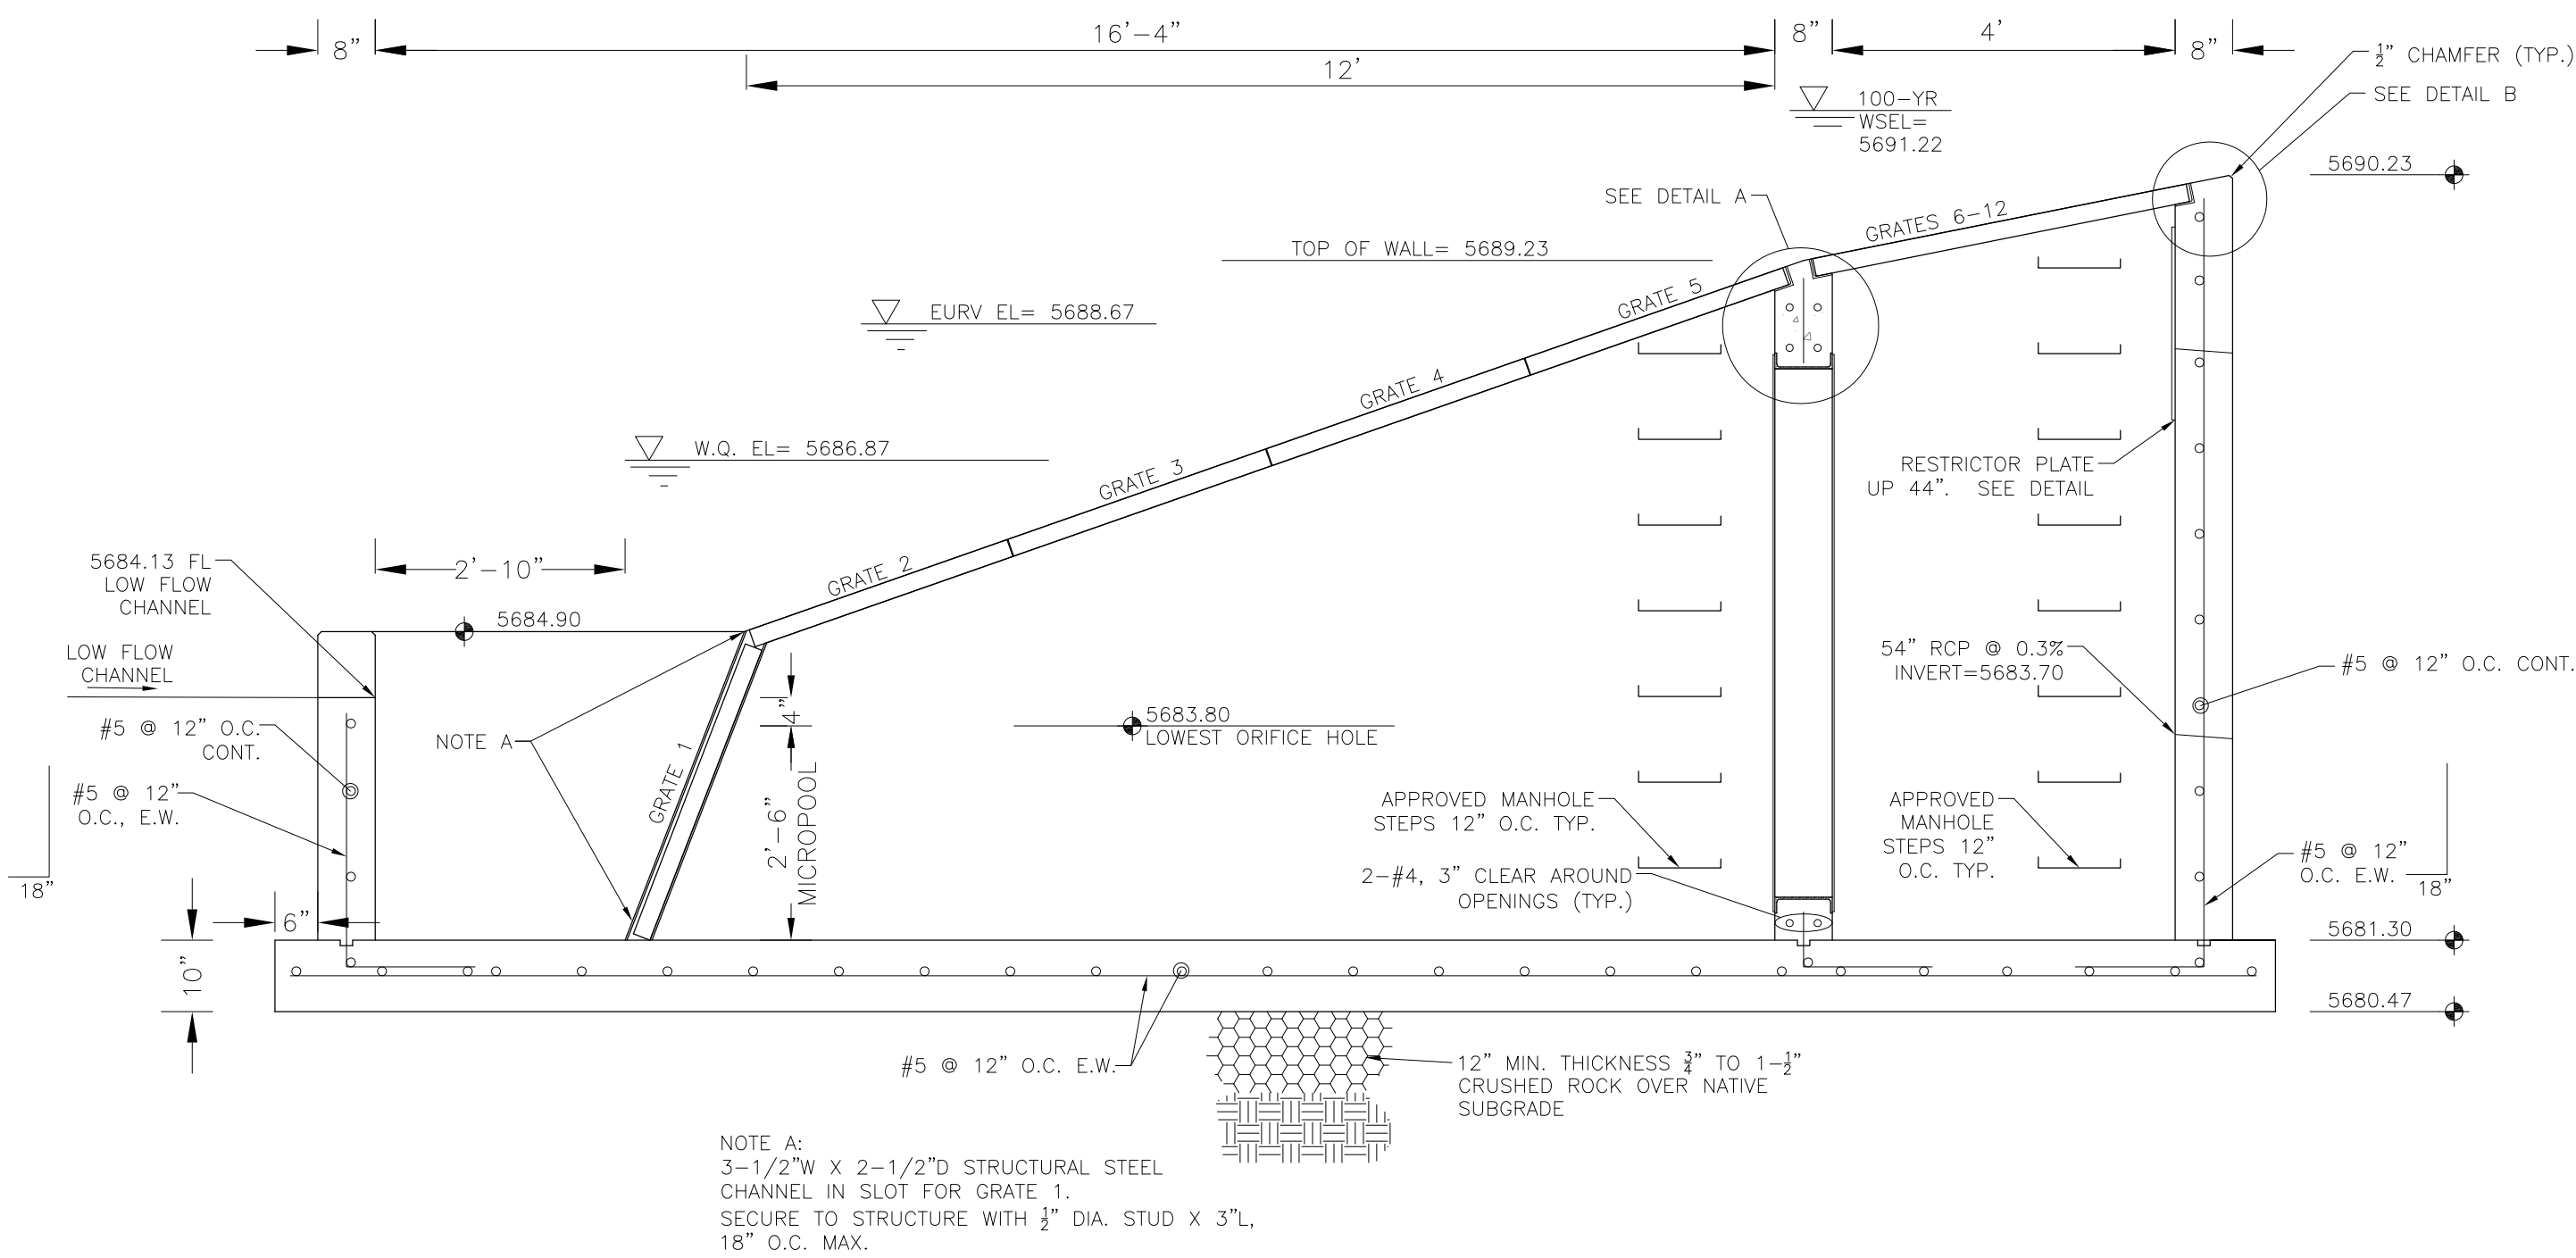 8"
16'-4"
8"
4'
8"
12'
½" CHAMFER (TYP.)
SEE DETAIL B
100-YR
WSEL=
5691.22
5690.23
SEE DETAIL A
GRATES 6-12
TOP OF WALL= 5689.23
GRATE 5
EURV EL= 5688.67
GRATE 4
W.Q. EL= 5686.87
GRATE 3
RESTRICTOR PLATE
UP 44".  SEE DETAIL
5684.13 FL
LOW FLOW
CHANNEL
2'-10"
GRATE 2
5684.90
LOW FLOW
CHANNEL
54" RCP @ 0.3%
INVERT=5683.70
#5 @ 12" O.C. CONT.
4"
5683.80
LOWEST ORIFICE HOLE
#5 @ 12" O.C.
CONT.
NOTE A
GRATE 1
2'-6"
MICROPOOL
#5 @ 12"
O.C., E.W.
18"
APPROVED MANHOLE
STEPS 12" O.C. TYP.
APPROVED
MANHOLE
STEPS 12"
O.C. TYP.
2-#4, 3" CLEAR AROUND
OPENINGS (TYP.)
#5 @ 12"
O.C. E.W.
18"
6"
5681.30
10"
5680.47
#5 @ 12" O.C. E.W.
12" MIN. THICKNESS ¾" TO 1-½"
CRUSHED ROCK OVER NATIVE
SUBGRADE
NOTE A:
3-1/2"W X 2-1/2"D STRUCTURAL STEEL
CHANNEL IN SLOT FOR GRATE 1.
SECURE TO STRUCTURE WITH ½" DIA. STUD X 3"L,
18" O.C. MAX.